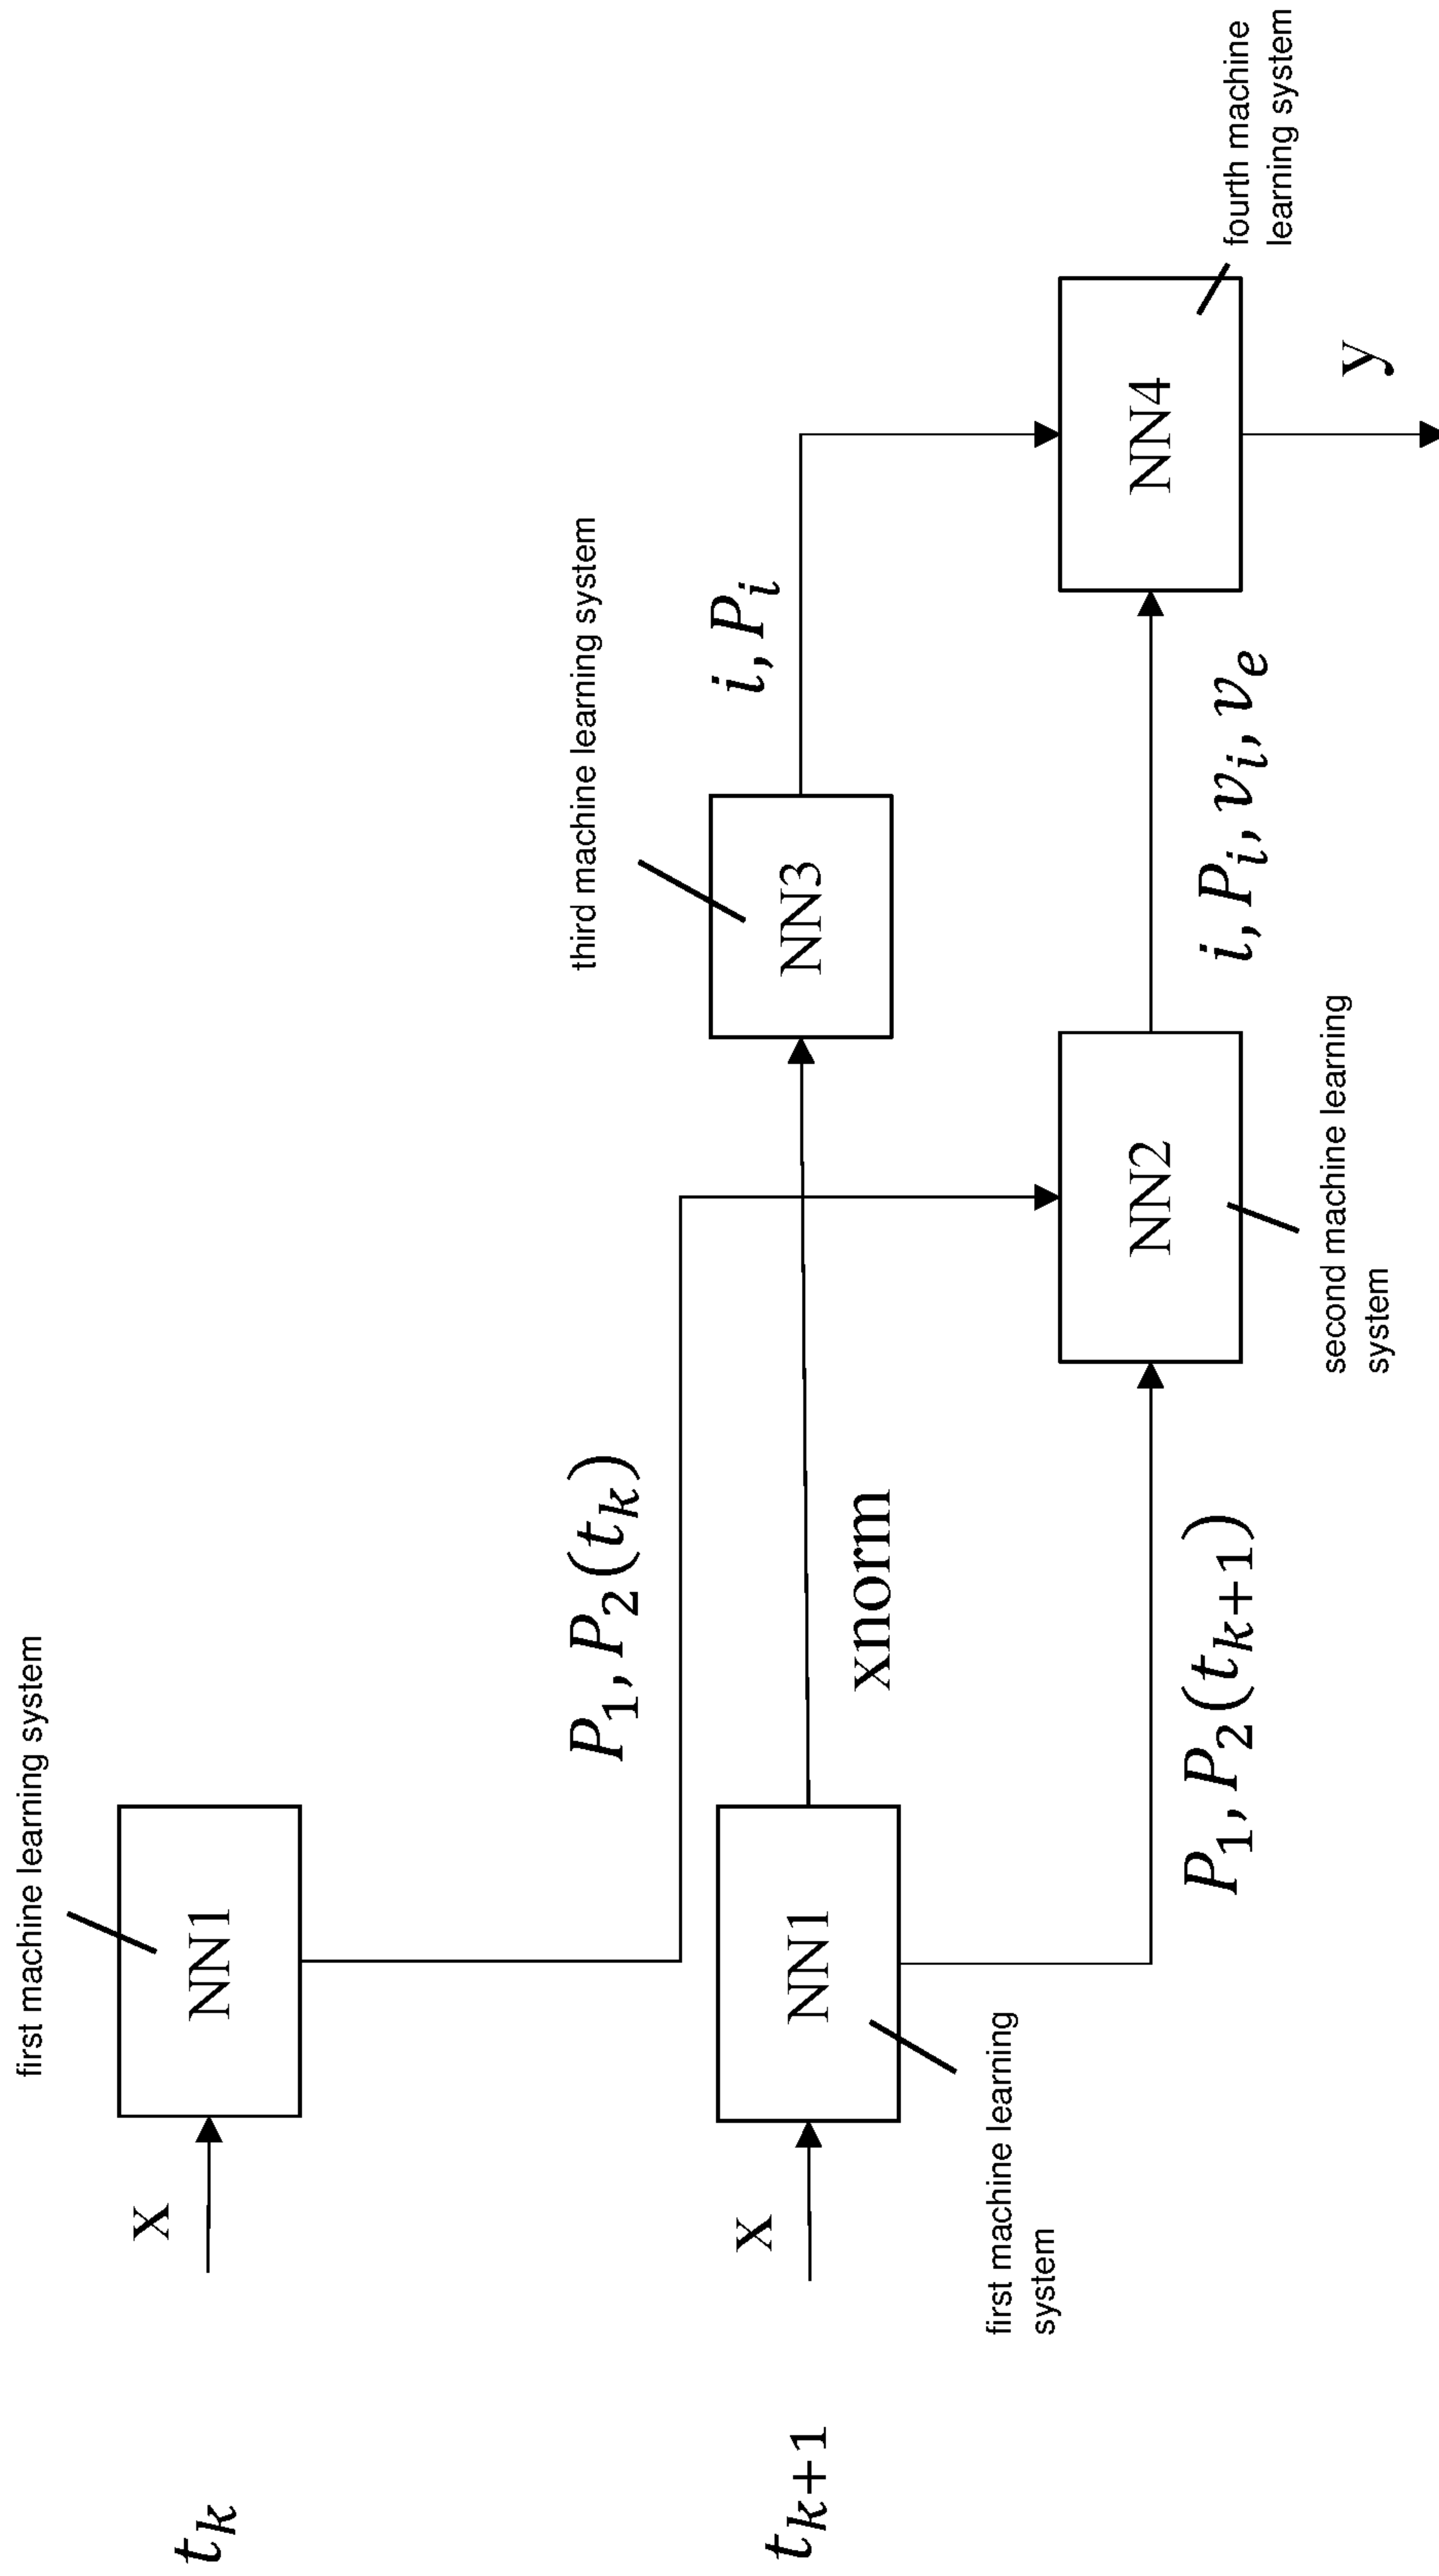 first machine learning system
t_k
x
NN1
P_1, P_2(t_k)
third machine learning system
i, P_i
t_{k+1}
x
NN1
xnorm
NN3
first machine learning
system
P_1, P_2(t_{k+1})
NN2
i, P_i, v_i, v_e
NN4
second machine learning
system
fourth machine
learning system
y